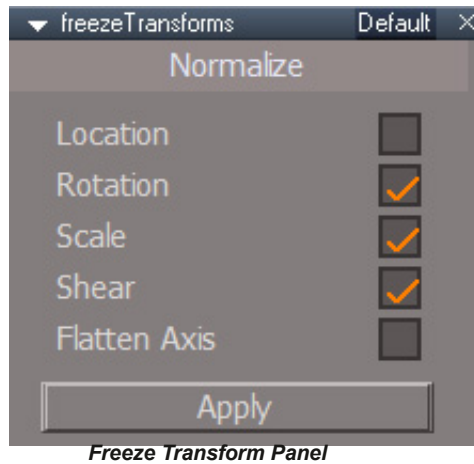 freezeTransforms Default
Normalize
Location
Rotation
Scale
Shear
Flatten Axis
Apply
Freeze Transform Panel